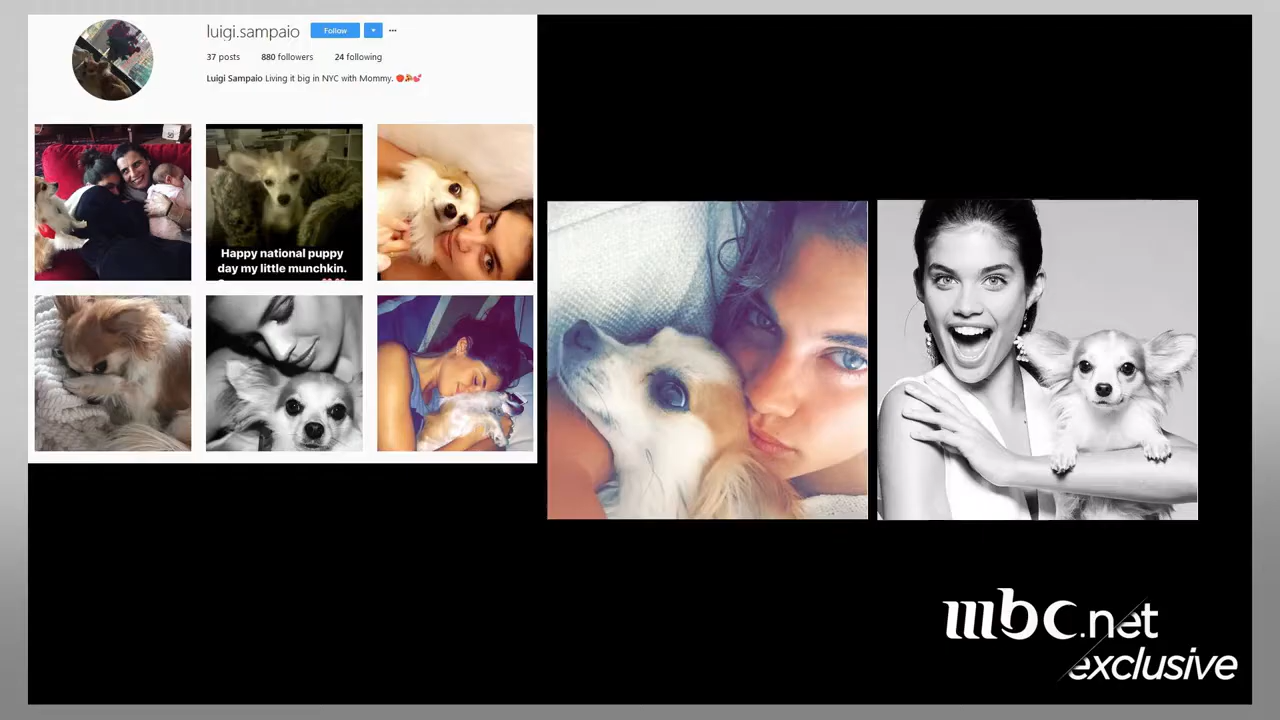 luigi.sampaio Follow
37 posts 880 followers 24 following
Luigi Sampaio Living it big in NYC with Mommy.
Happy national puppy
day my little munchkin.
mbc.net
exclusive